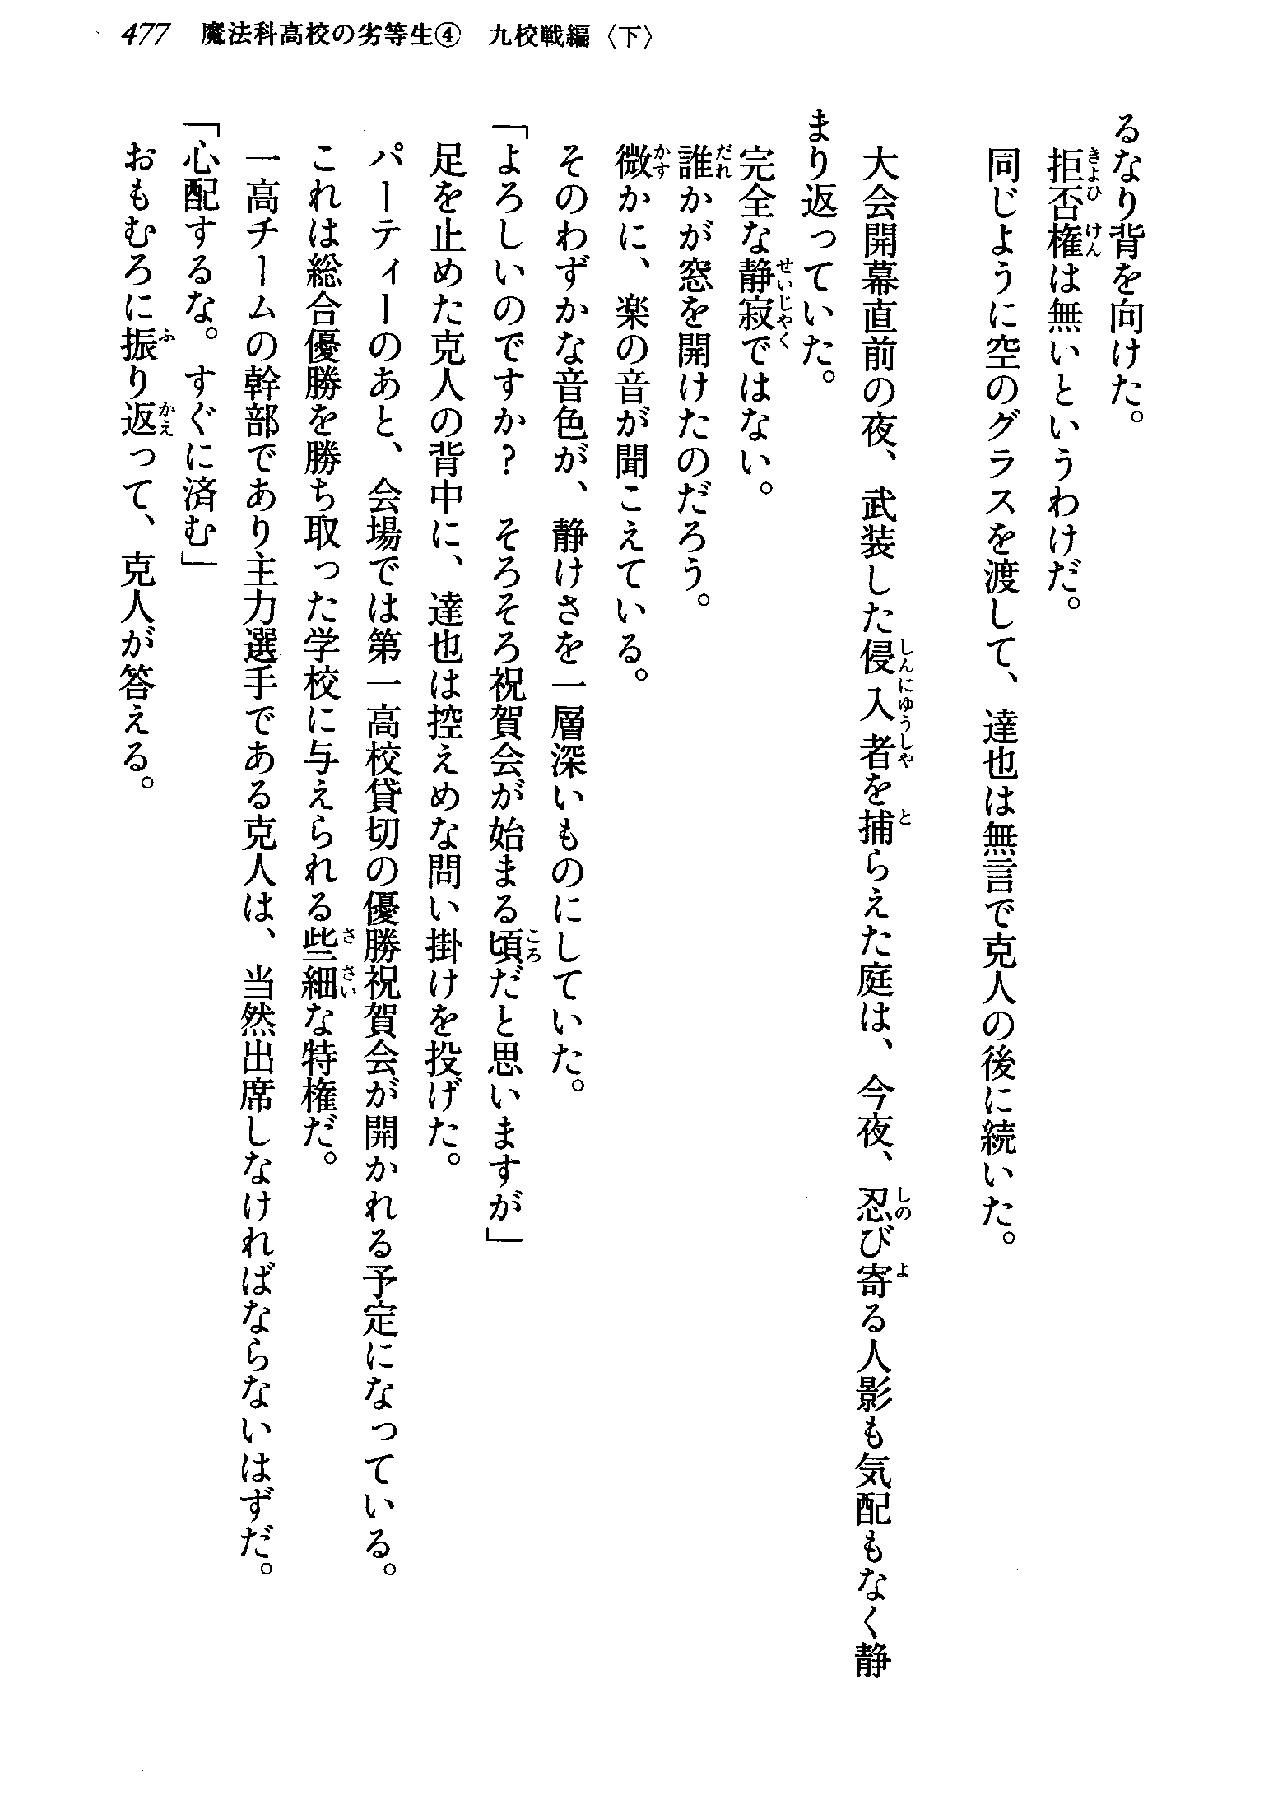 477　魔法科高校の劣等生④　九校戦編〈下〉
るなり背を向けた。
拒否権は無いというわけだ。
同じように空のグラスを渡して、達也は無言で克人の後に続いた。
大会開幕直前の夜、武装した侵入者を捕らえた庭は、今夜、忍び寄る人影も気配もなく静
まり返っていた。
完全な静寂ではない。
誰かが窓を開けたのだろう。
微かに、楽の音が聞こえている。
そのわずかな音色が、静けさを一層深いものにしていた。
「よろしいのですか？　そろそろ祝賀会が始まる頃だと思いますが」
足を止めた克人の背中に、達也は控えめな問い掛けを投げた。
パーティーのあと、会場では第一高校貸切の優勝祝賀会が開かれる予定になっている。
これは総合優勝を勝ち取った学校に与えられる些細な特権だ。
一高チームの幹部であり主力選手である克人は、当然出席しなければならないはずだ。
「心配するな。すぐに済む」
おもむろに振り返って、克人が答える。